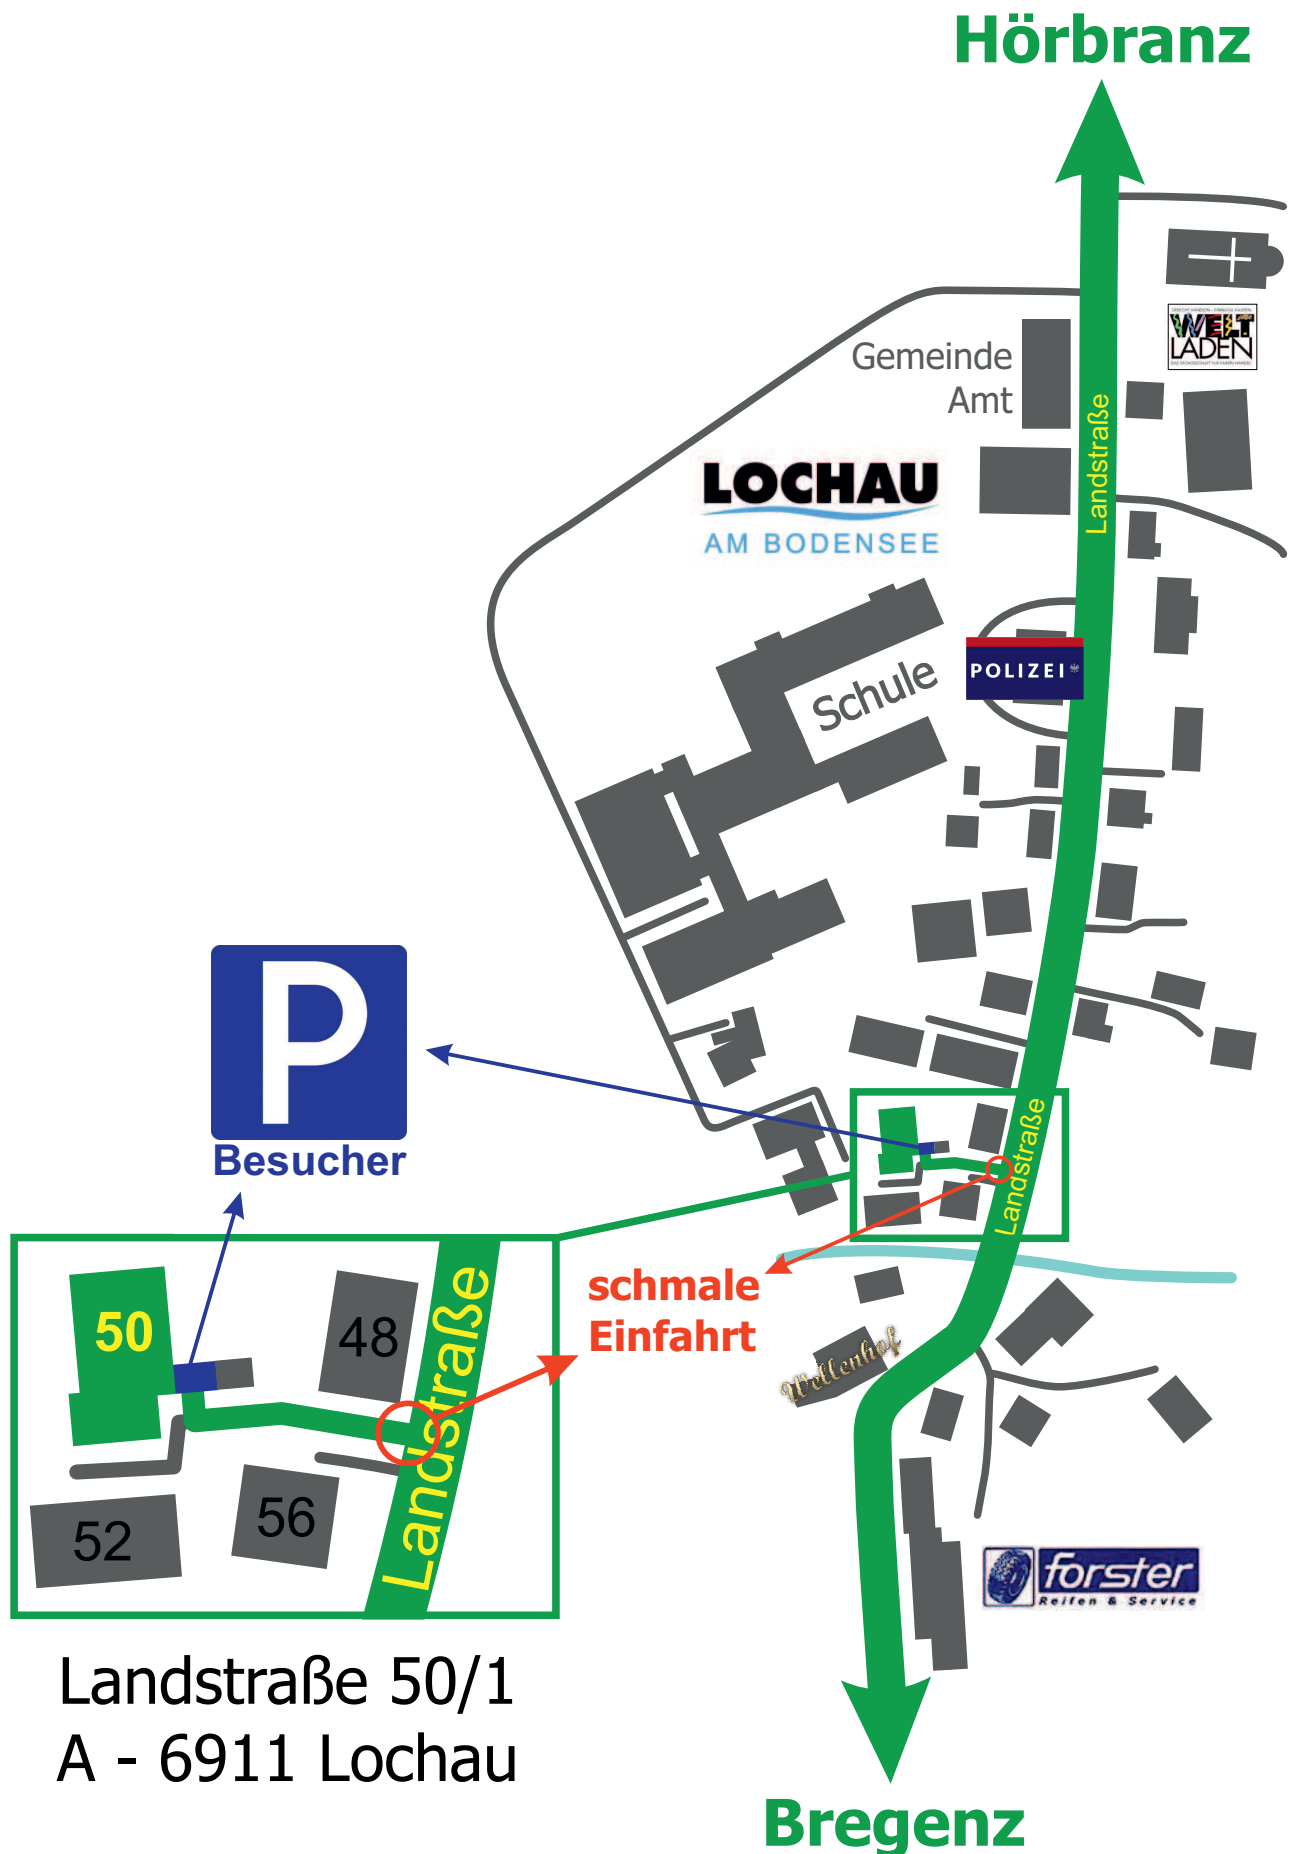 Hörbranz
WELT
LADEN
Gemeinde
Amt
Landstraße
LOCHAU
AM BODENSEE
POLIZEI
Schule
P
Besucher
Landstraße
schmale
Einfahrt
50
48
Landstraße
52
56
Wellenhof
forster
Reifen & Service
Landstraße 50/1
A - 6911 Lochau
Bregenz